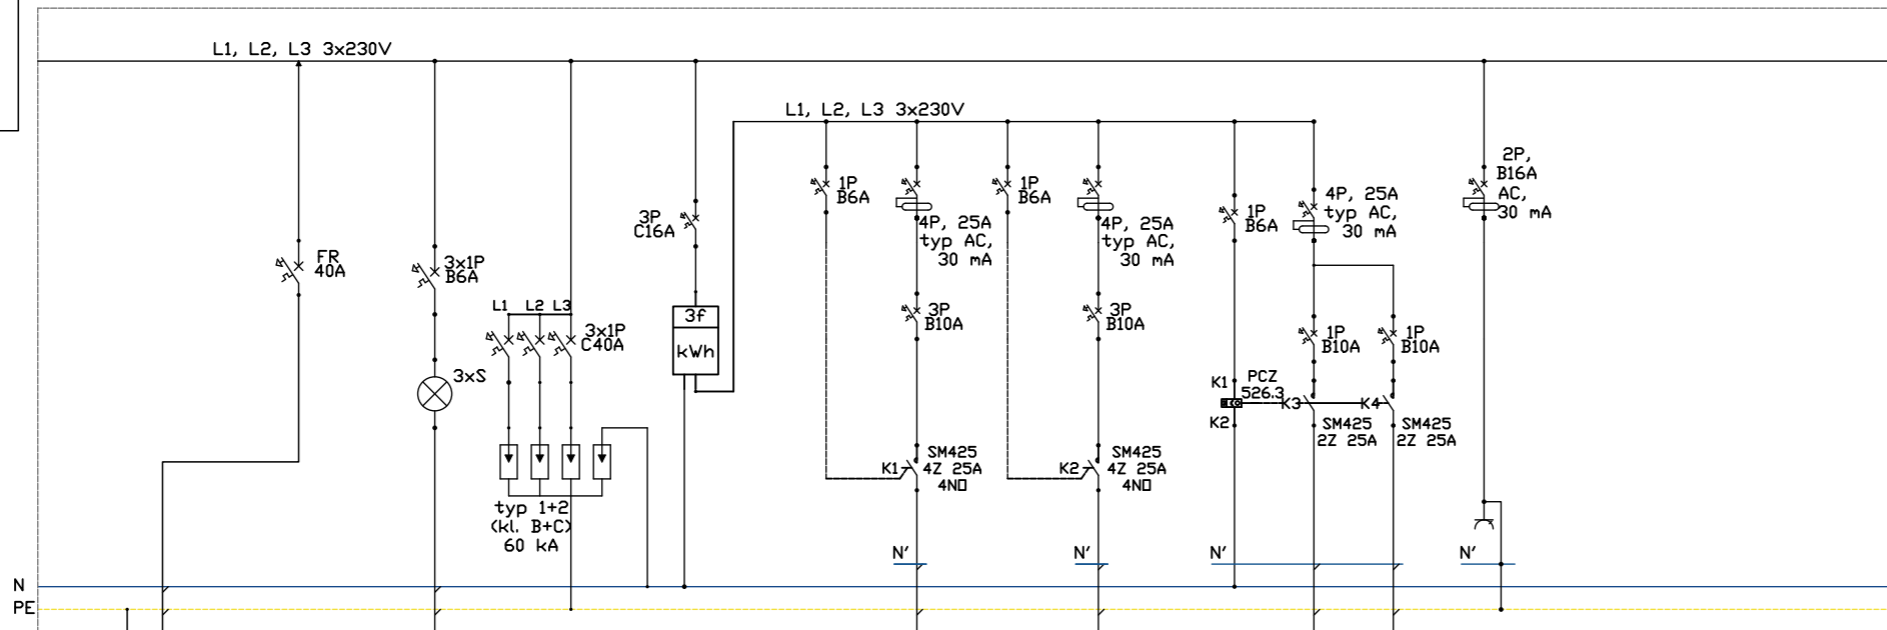 L1, L2, L3 3x230V
L1, L2, L3 3x230V
FR
40A
3x1P
B6A
3xS
L1 L2 L3
3x1P
C40A
typ 1+2
(kl. B+C)
60 kA
3P
C16A
3f
kWh
1P
B6A
4P, 25A
typ AC,
30 mA
3P
B10A
K1
SM425
4Z 25A
4NO
N'
1P
B6A
4P, 25A
typ AC,
30 mA
3P
B10A
K2
SM425
4Z 25A
4NO
N'
1P
B6A
K1
PCZ
526.3
K2
N'
4P, 25A
typ AC,
30 mA
1P
B10A
K3
SM425
2Z 25A
1P
B10A
K4
SM425
2Z 25A
2P,
B16A
AC,
30 mA
N'
N
PE